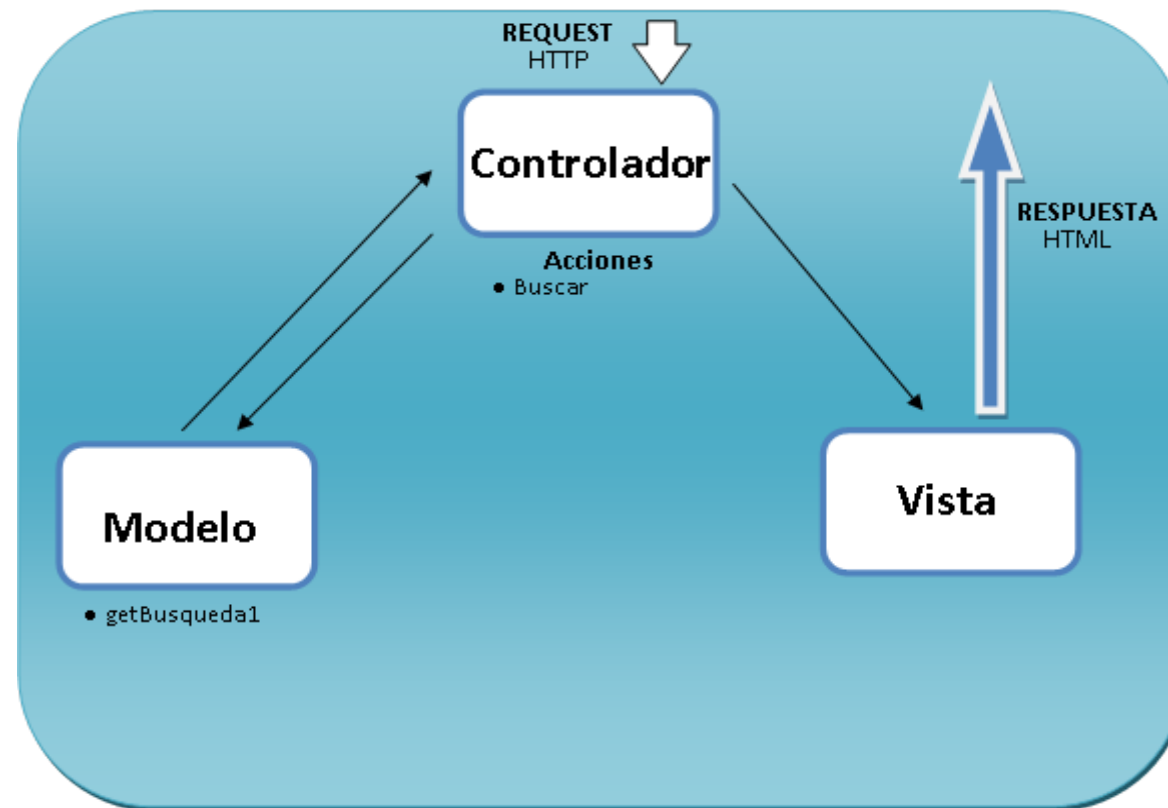 REQUEST
HTTP
Controlador
RESPUESTA
HTML
Acciones
● Buscar
Modelo
Vista
● getBusqueda1